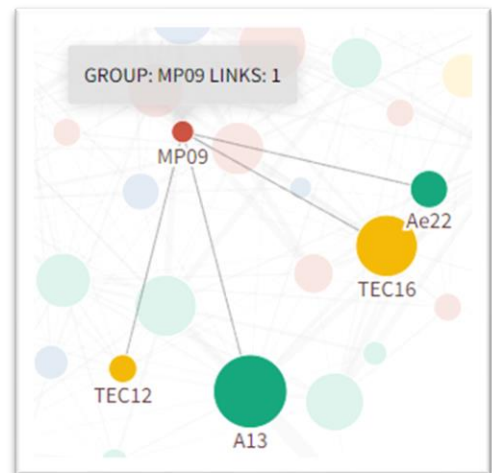 GROUP: MP09 LINKS: 1
MP09
Ae22
TEC16
TEC12
A13